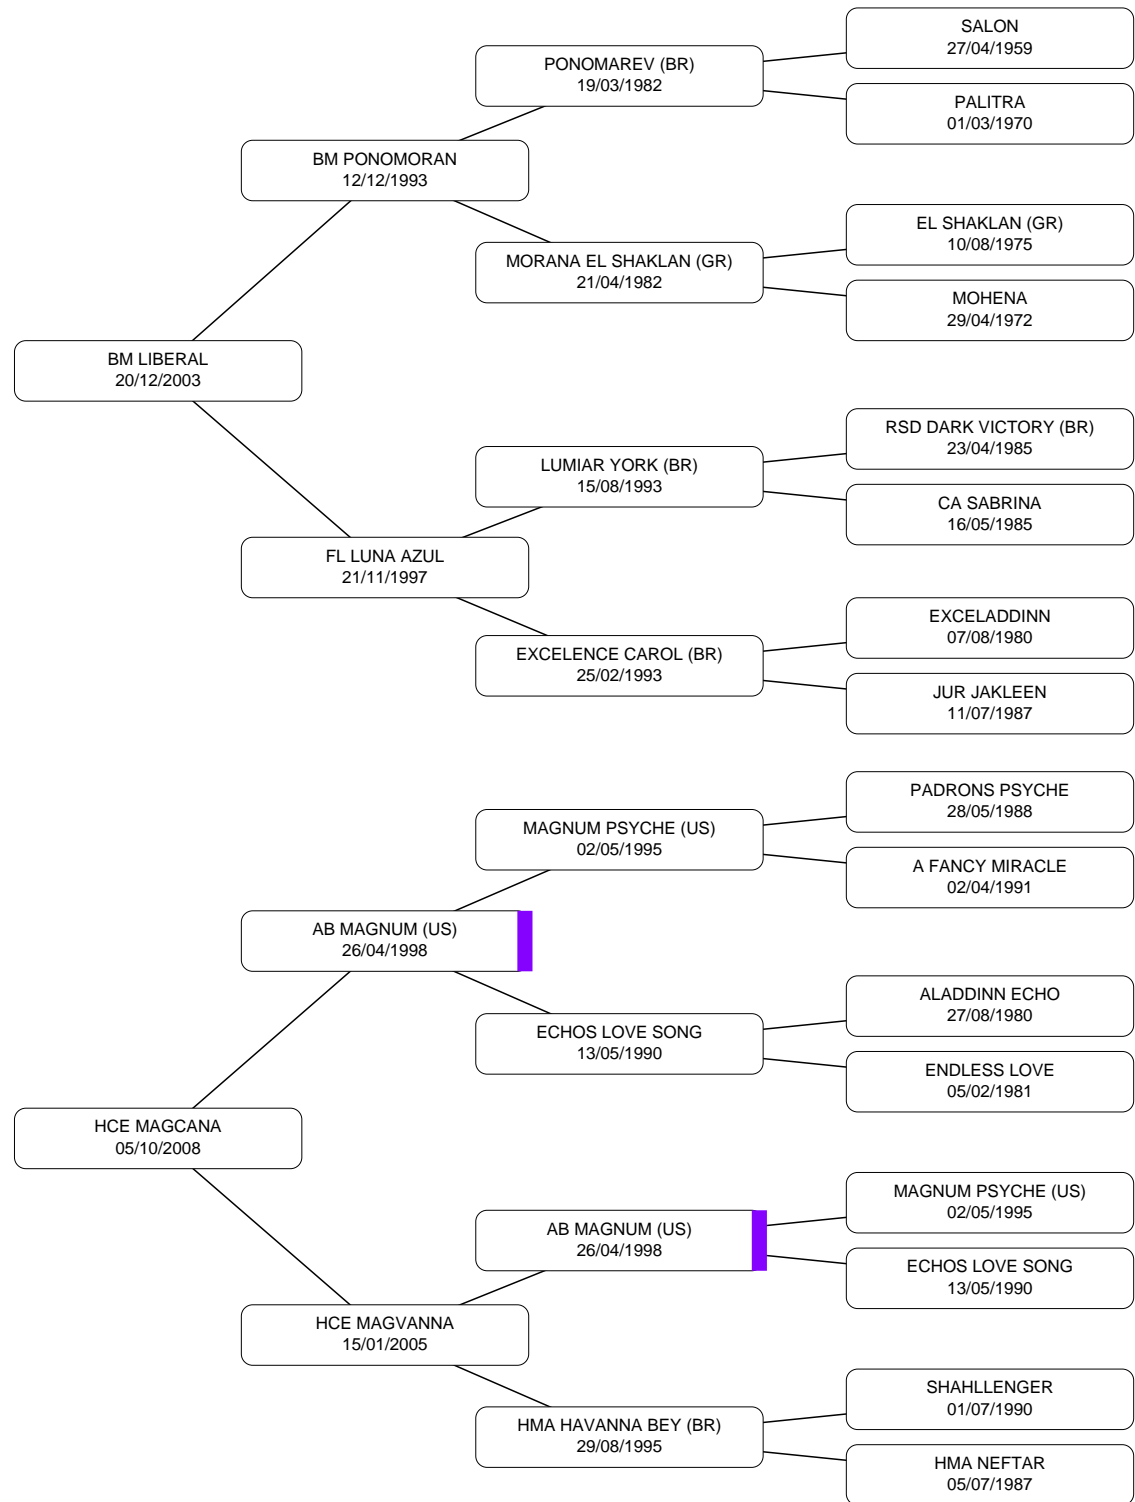 SALON
27/04/1959
PONOMAREV (BR)
19/03/1982
PALITRA
01/03/1970
BM PONOMORAN
12/12/1993
EL SHAKLAN (GR)
10/08/1975
MORANA EL SHAKLAN (GR)
21/04/1982
MOHENA
29/04/1972
BM LIBERAL
20/12/2003
RSD DARK VICTORY (BR)
23/04/1985
LUMIAR YORK (BR)
15/08/1993
CA SABRINA
16/05/1985
FL LUNA AZUL
21/11/1997
EXCELADDINN
07/08/1980
EXCELENCE CAROL (BR)
25/02/1993
JUR JAKLEEN
11/07/1987
PADRONS PSYCHE
28/05/1988
MAGNUM PSYCHE (US)
02/05/1995
A FANCY MIRACLE
02/04/1991
AB MAGNUM (US)
26/04/1998
ALADDINN ECHO
27/08/1980
ECHOS LOVE SONG
13/05/1990
ENDLESS LOVE
05/02/1981
HCE MAGCANA
05/10/2008
MAGNUM PSYCHE (US)
02/05/1995
AB MAGNUM (US)
26/04/1998
ECHOS LOVE SONG
13/05/1990
HCE MAGVANNA
15/01/2005
SHAHLLENGER
01/07/1990
HMA HAVANNA BEY (BR)
29/08/1995
HMA NEFTAR
05/07/1987